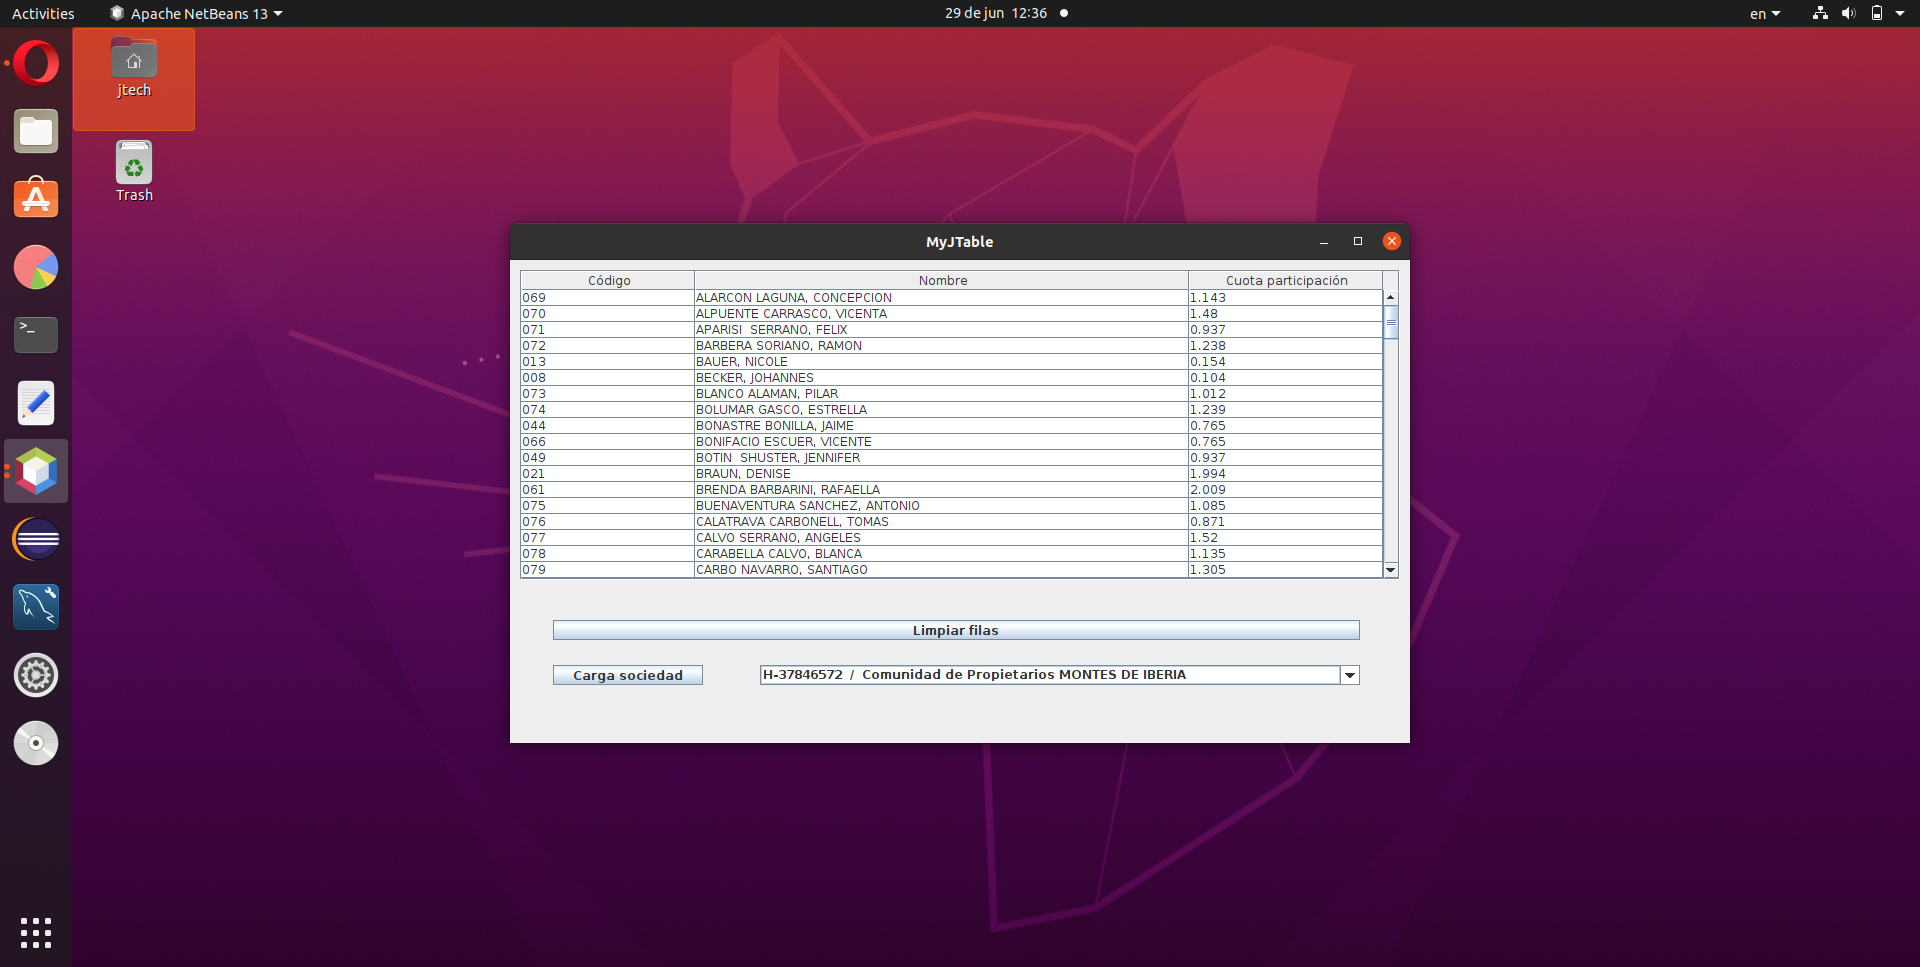 Activities Apache NetBeans 13 29 de jun 12:36 en
jtech
Trash
>_
MyJTable
Código Nombre Cuota participación
069 ALARCON LAGUNA, CONCEPCION 1.143
070 ALPUENTE CARRASCO, VICENTA 1.48
071 APARISI  SERRANO, FELIX 0.937
072 BARBERA SORIANO, RAMON 1.238
013 BAUER, NICOLE 0.154
008 BECKER, JOHANNES 0.104
073 BLANCO ALAMAN, PILAR 1.012
074 BOLUMAR GASCO, ESTRELLA 1.239
044 BONASTRE BONILLA, JAIME 0.765
066 BONIFACIO ESCUER, VICENTE 0.765
049 BOTIN  SHUSTER, JENNIFER 0.937
021 BRAUN, DENISE 1.994
061 BRENDA BARBARINI, RAFAELLA 2.009
075 BUENAVENTURA SANCHEZ, ANTONIO 1.085
076 CALATRAVA CARBONELL, TOMAS 0.871
077 CALVO SERRANO, ANGELES 1.52
078 CARABELLA CALVO, BLANCA 1.135
079 CARBO NAVARRO, SANTIAGO 1.305
Limpiar filas
Carga sociedad H-37846572 / Comunidad de Propietarios MONTES DE IBERIA